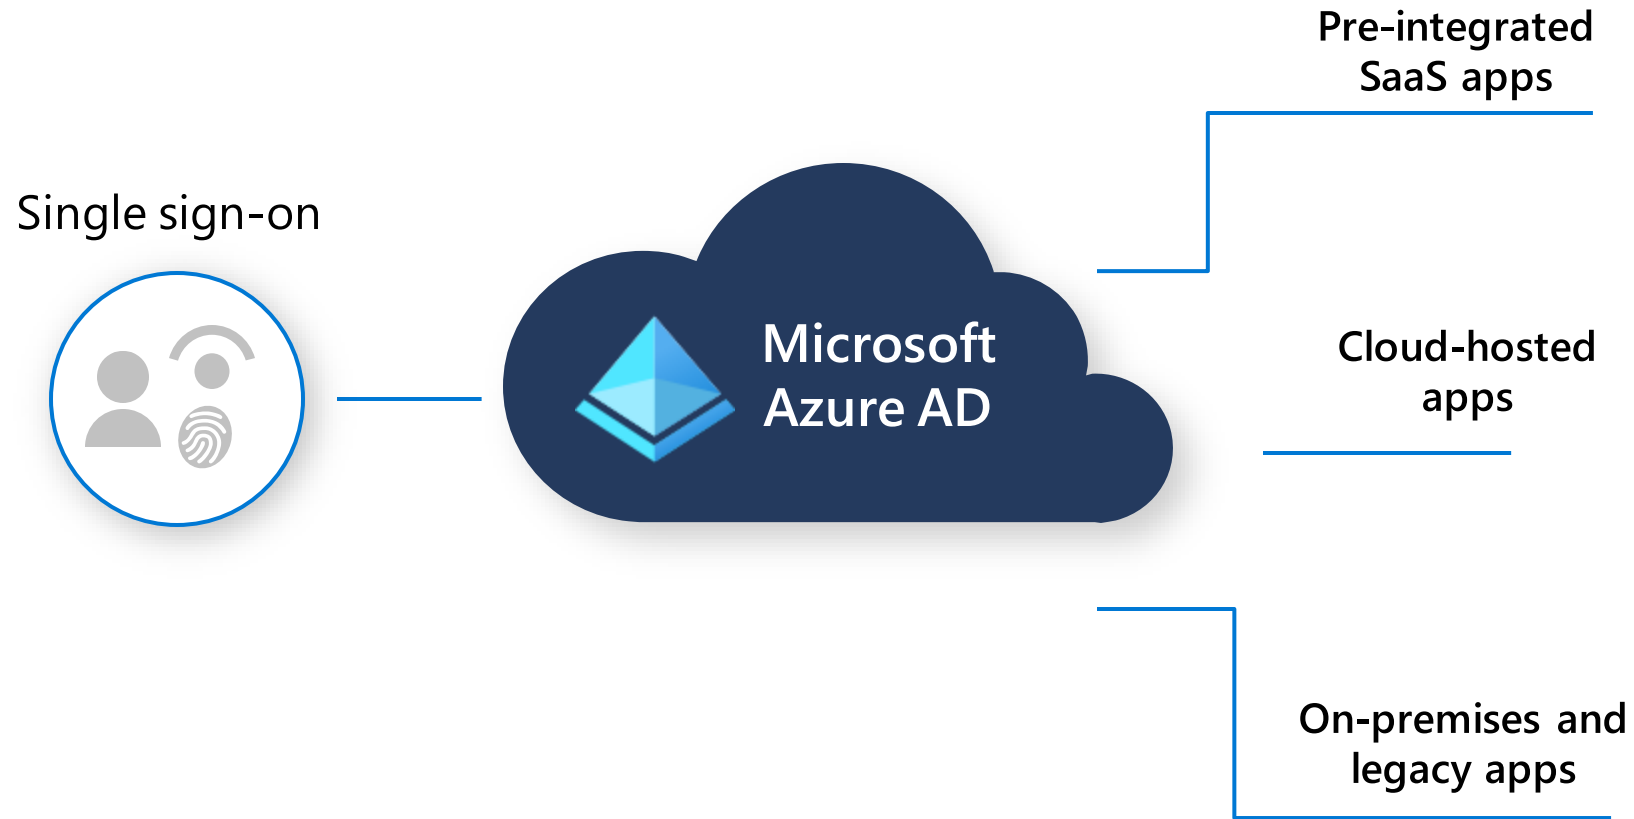 Single sign-on
Microsoft
Azure AD
Pre-integrated
SaaS apps
Cloud-hosted
apps
On-premises and
legacy apps